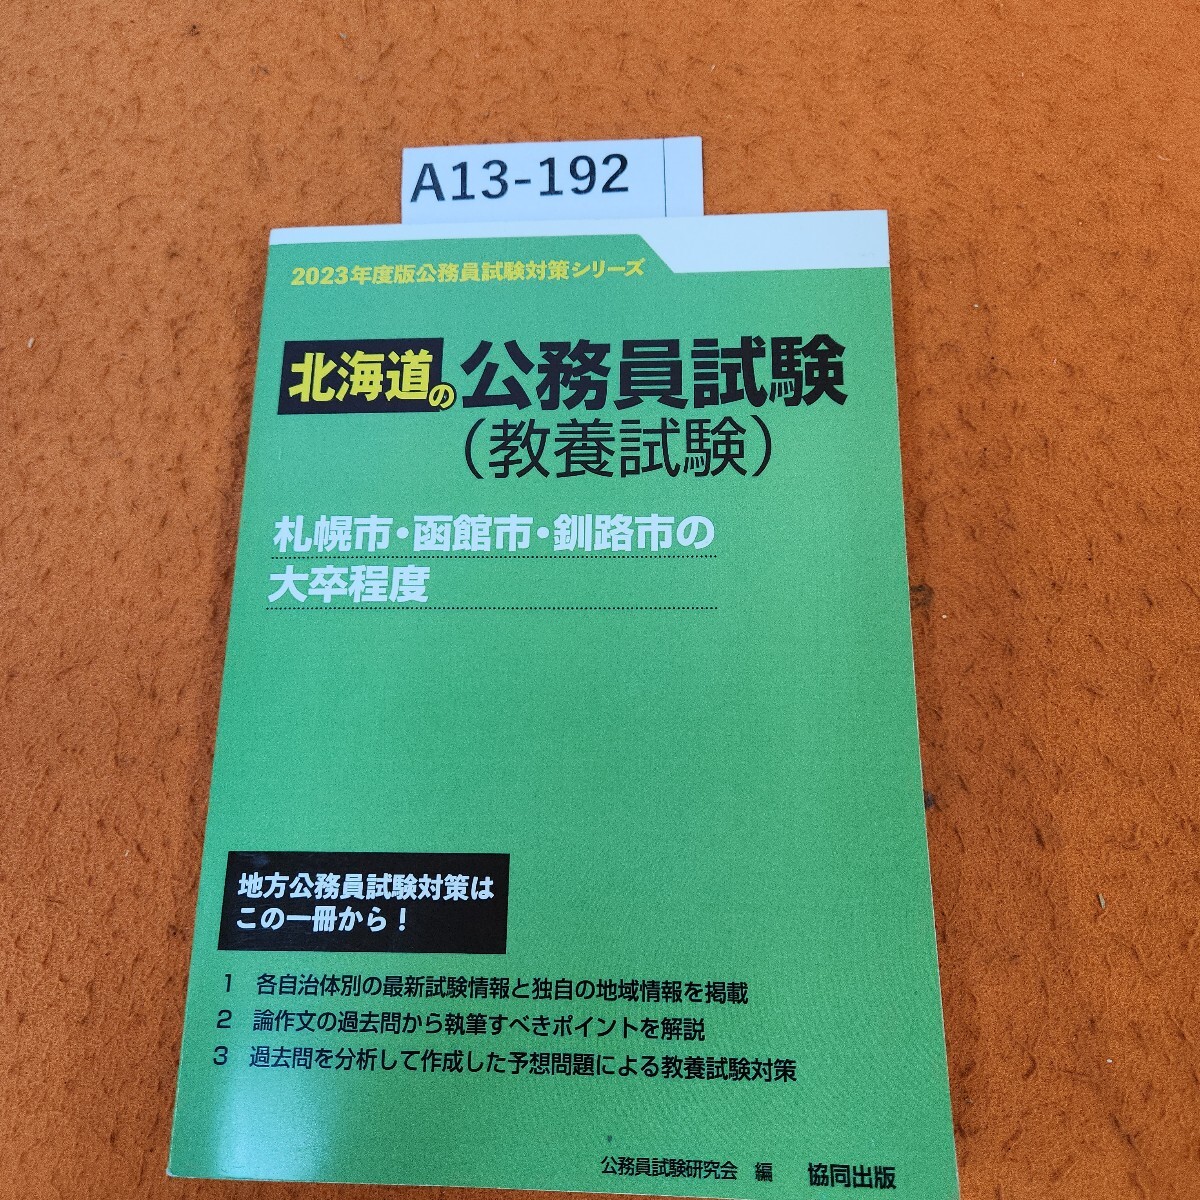 A13-192
2023年度版公務員試験対策シリーズ
北海道の公務員試験
(教養試験)
札幌市・函館市・釧路市の
大卒程度
地方公務員試験対策は
この一冊から!
1 各自治体別の最新試験情報と独自の地域情報を掲載
2 論作文の過去問から執筆すべきポイントを解説
3 過去問を分析して作成した予想問題による教養試験対策
公務員試験研究会 編 協同出版